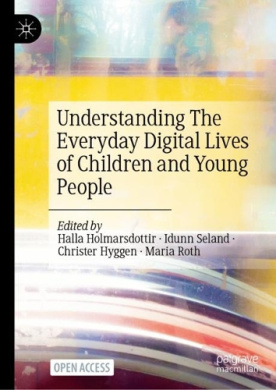 Understanding The
Everyday Digital Lives
of Children and Young
People
Edited by
Halla Holmarsdottir · Idunn Seland ·
Christer Hyggen · Maria Roth
OPEN ACCESS
palgrave
macmillan